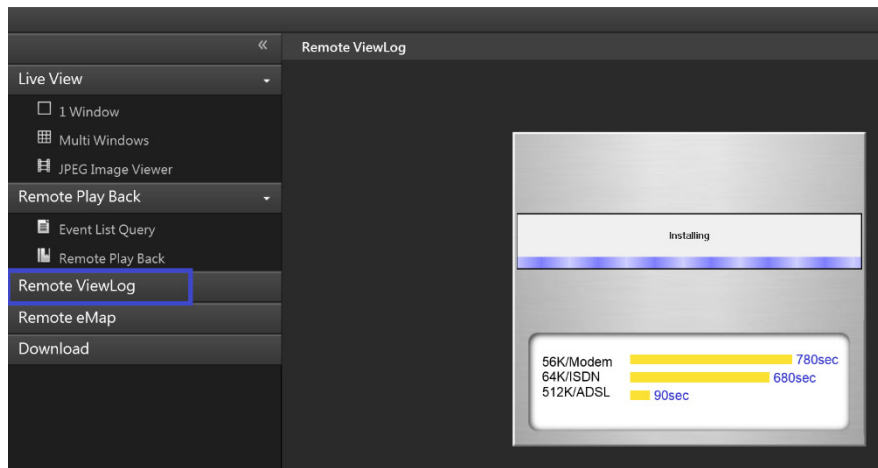 «
Remote ViewLog
Live View
1 Window
Multi Windows
JPEG Image Viewer
Remote Play Back
Event List Query
Remote Play Back
Remote ViewLog
Remote eMap
Download
Installing
56K/Modem 780sec
64K/ISDN 680sec
512K/ADSL 90sec